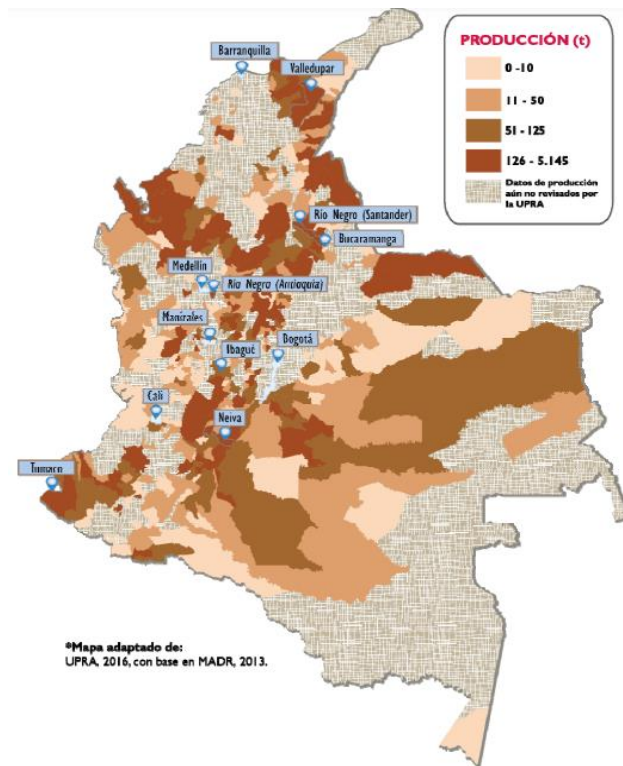 Barranquilla
Valledupar
PRODUCCIÓN (t)
0 -10
11 - 50
51 - 125
126 - 5.145
Datos de producción
aún no revisados por
la UPRA
Río Negro (Santander)
Bucaramanga
Medellín
Río Negro (Antioquia)
Manizales
Ibagué
Bogotá
Cali
Neiva
Tumaco
*Mapa adaptado de:
UPRA, 2016, con base en MADR, 2013.